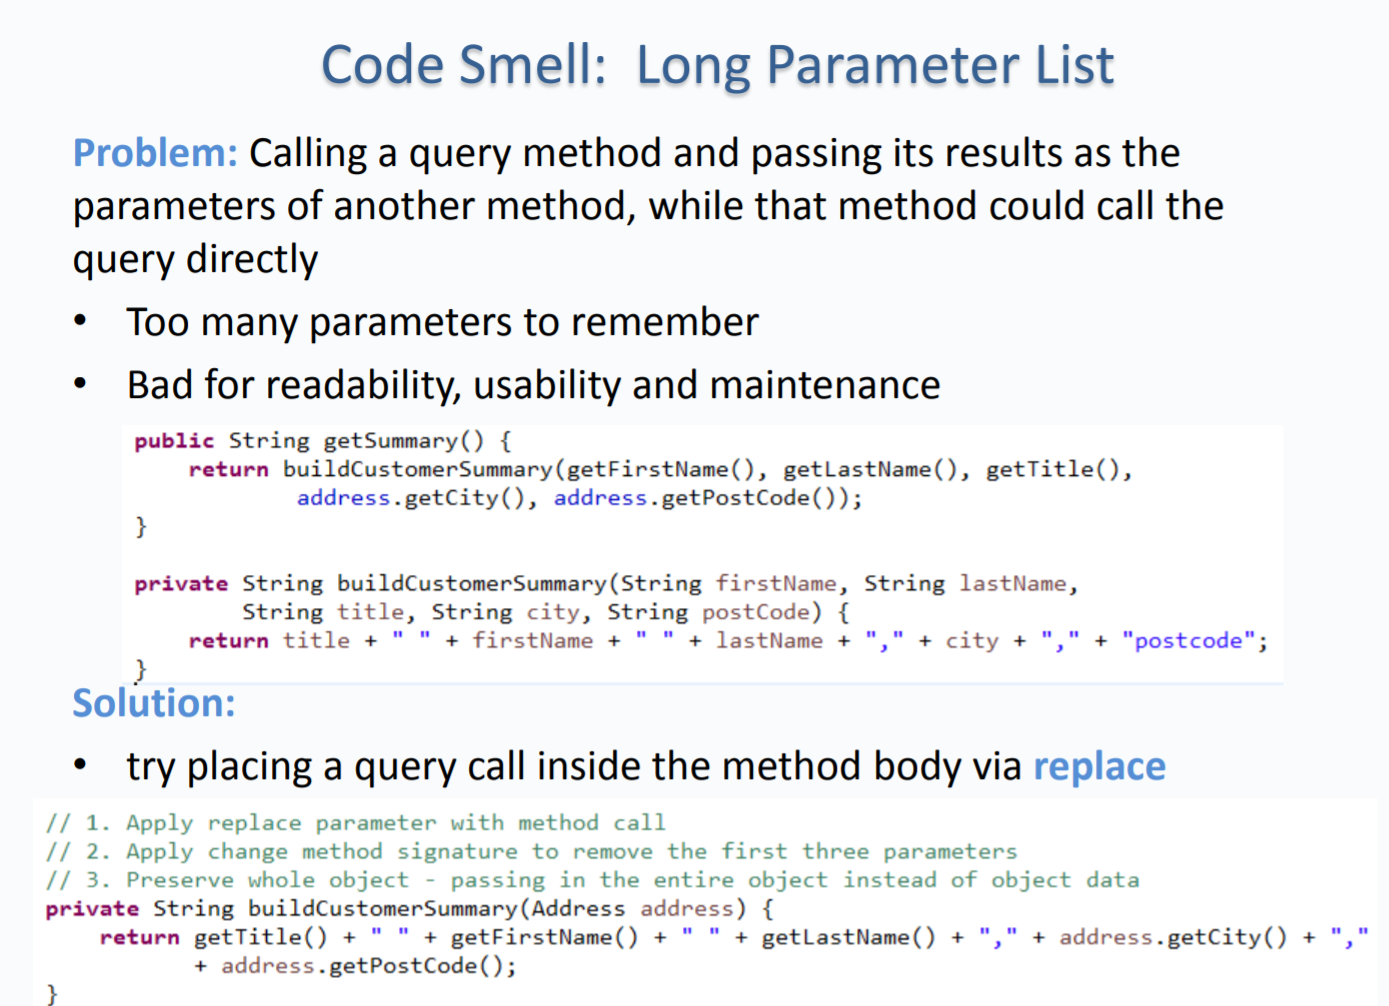 Code Smell:  Long Parameter List
Problem: Calling a query method and passing its results as the
parameters of another method, while that method could call the
query directly
• Too many parameters to remember
• Bad for readability, usability and maintenance
public String getSummary() {
    return buildCustomerSummary(getFirstName(), getLastName(), getTitle(),
            address.getCity(), address.getPostCode());
}
private String buildCustomerSummary(String firstName, String lastName,
        String title, String city, String postCode) {
    return title + " " + firstName + " " + lastName + "," + city + "," + "postcode";
}
Solution:
• try placing a query call inside the method body via replace
// 1. Apply replace parameter with method call
// 2. Apply change method signature to remove the first three parameters
// 3. Preserve whole object - passing in the entire object instead of object data
private String buildCustomerSummary(Address address) {
    return getTitle() + " " + getFirstName() + " " + getLastName() + "," + address.getCity() + ","
            + address.getPostCode();
}